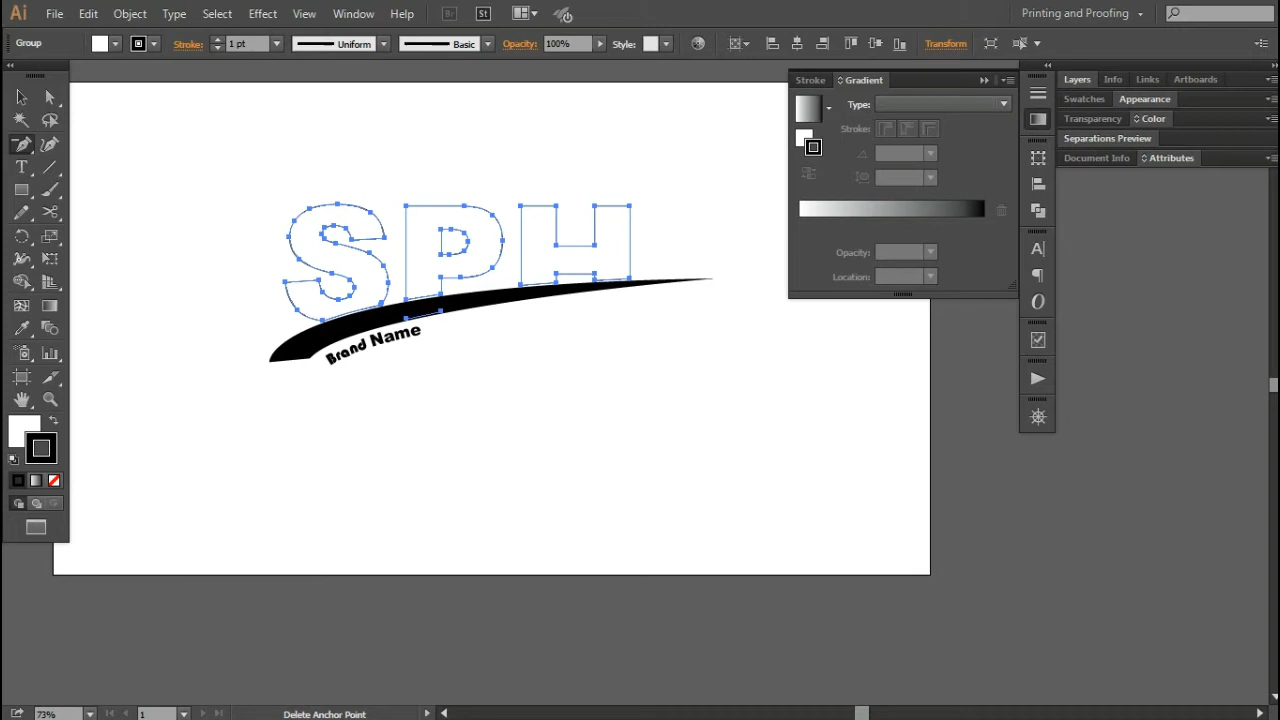 Ai File Edit Object Type Select Effect View Window Help Br St Printing and Proofing
Group Stroke: 1 pt Uniform Basic Opacity: 100% Style: Transform
Stroke Gradient
Type:
Stroke:
Opacity:
Location:
Layers Info Links Artboards
Swatches Appearance
Transparency Color
Separations Preview
Document Info Attributes
SPH
Brand Name
73% 1 Delete Anchor Point